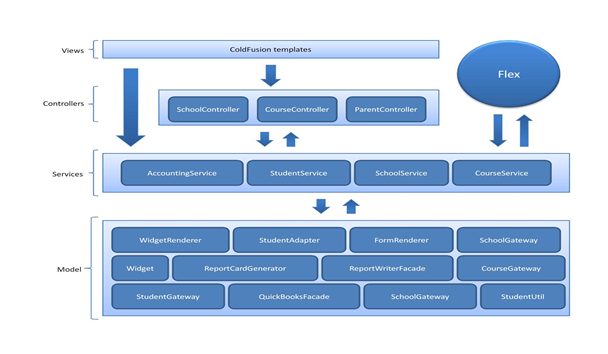 Views
ColdFusion templates
Flex
Controllers
SchoolController
CourseController
ParentController
Services
AccountingService
StudentService
SchoolService
CourseService
Model
WidgetRenderer
StudentAdapter
FormRenderer
SchoolGateway
Widget
ReportCardGenerator
ReportWriterFacade
CourseGateway
StudentGateway
QuickBooksFacade
SchoolGateway
StudentUtil